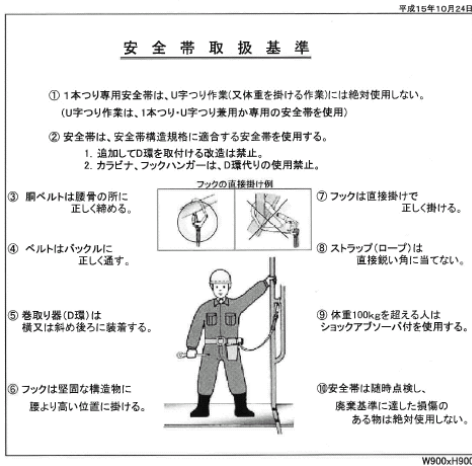 平成15年10月24日
安全帯取扱基準
① 1本つり専用安全帯は、U字つり作業(又体重を掛ける作業)には絶対使用しない。
(U字つり作業は、1本つり・U字つり兼用か専用の安全帯を使用)
② 安全帯は、安全帯構造規格に適合する安全帯を使用する。
1. 追加してD環を取付ける改造は禁止。
2. カラビナ、フックハンガーは、D環代りの使用禁止。
フックの直接掛け例
③ 胴ベルトは腰骨の所に
正しく締める。
④ ベルトはバックルに
正しく通す。
⑤ 巻取り器(D環)は
横又は斜め後ろに装着する。
⑥ フックは堅固な構造物に
腰より高い位置に掛ける。
⑦ フックは直接掛けで
正しく掛ける。
⑧ ストラップ(ロープ)は
直接鋭い角に当てない。
⑨ 体重100kgを超える人は
ショックアブソーバ付を使用する。
⑩安全帯は随時点検し、
廃棄基準に達した損傷の
ある物は絶対使用しない。
W900xH900